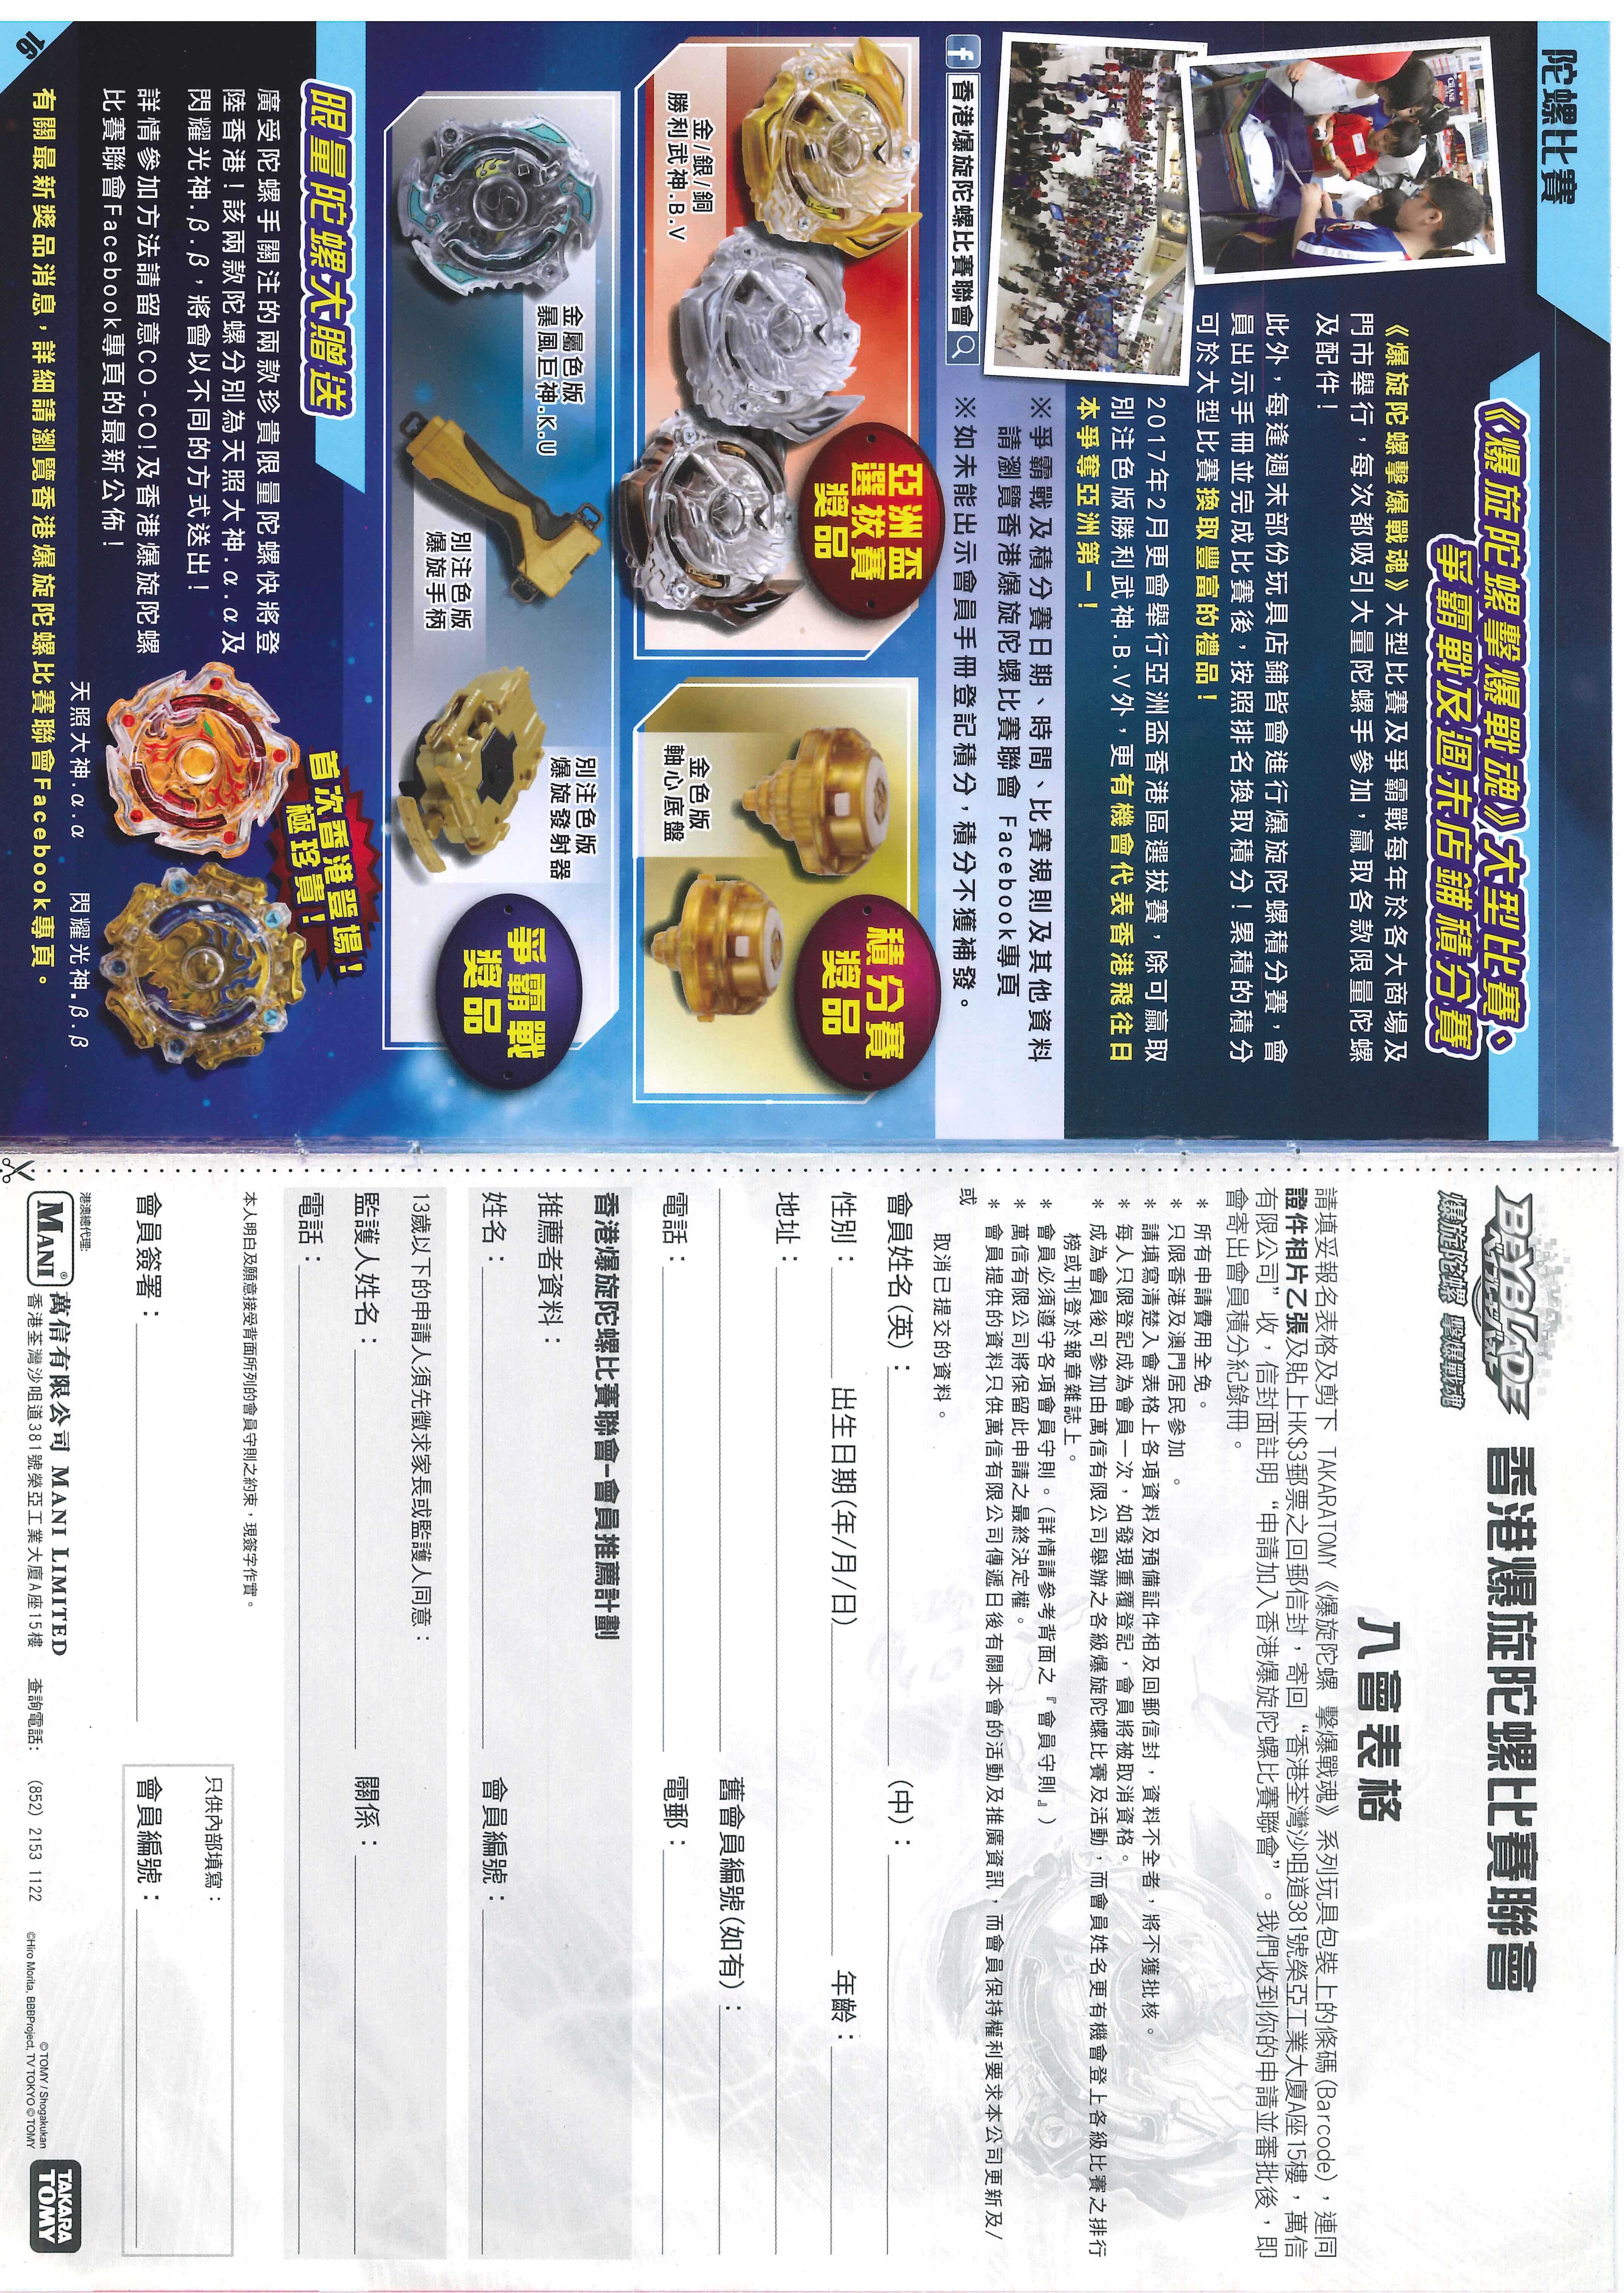 陀螺比賽
《爆旋陀螺擊爆戰魂》大型比賽、
爭霸戰及週末店鋪積分賽
《爆旋陀螺擊爆戰魂》大型比賽及爭霸戰每年於各大商場及
門市舉行，每次都吸引大量陀螺手參加，贏取各款限量陀螺
及配件！
此外，每逢週末部份玩具店鋪皆會進行爆旋陀螺積分賽，會
員出示手冊並完成比賽後，按照排名換取積分！累積的積分
可於大型比賽換取豐富的禮品！
2017年2月更會舉行亞洲盃香港區選拔賽，除可贏取
別注色版勝利武神.B.V外，更有機會代表香港飛往日
本爭奪亞洲第一！
※爭霸戰及積分賽日期、時間、比賽規則及其他資料
請瀏覽香港爆旋陀螺比賽聯會 Facebook專頁
f 香港爆旋陀螺比賽聯會
※如未能出示會員手冊登記積分，積分不獲補發。
亞洲盃
選拔賽
獎品
金/銀/銅
勝利武神.B.V
積分賽
獎品
金色版
軸心底盤
金屬色版
暴風巨神.K.U
別注色版
爆旋手柄
別注色版
爆旋發射器
爭霸戰
獎品
限量陀螺大贈送
首次香港登場！
極珍貴！
廣受陀螺手關注的兩款珍貴限量陀螺快將登
陸香港！該兩款陀螺分別為天照大神.α.α及
閃耀光神.β.β，將會以不同的方式送出！
詳情參加方法請留意CO-CO!及香港爆旋陀螺
比賽聯會Facebook專頁的最新公佈！
天照大神.α.α
閃耀光神.β.β
有關最新獎品消息，詳細請瀏覽香港爆旋陀螺比賽聯會Facebook專頁。
16
BEYBLADE
ベイブレードバースト
爆旋陀螺 擊爆戰魂
香港爆旋陀螺比賽聯會
入會表格
請填妥報名表格及剪下 TAKARATOMY《爆旋陀螺 擊爆戰魂》系列玩具包裝上的條碼(Barcode)，連同
證件相片乙張及貼上HK$3郵票之回郵信封，寄回“香港荃灣沙咀道381號榮亞工業大廈A座15樓，萬信
有限公司”收，信封面註明“申請加入香港爆旋陀螺比賽聯會”。我們收到你的申請並審批後，即
會寄出會員積分紀錄冊。
* 所有申請費用全免。
* 只限香港及澳門居民參加 。
* 請填寫清楚入會表格上各項資料及預備証件相及回郵信封，資料不全者，將不獲批核。
* 每人只限登記成為會員一次，如發現重覆登記，會員將被取消資格。
* 成為會員後可參加由萬信有限公司舉辦之各級爆旋陀螺比賽及活動，而會員姓名更有機會登上各級比賽之排行
榜或刊登於報章雜誌上。
* 會員必須遵守各項會員守則。(詳情請參考背面之『會員守則』)
* 萬信有限公司將保留此申請之最終決定權。
* 會員提供的資料只供萬信有限公司傳遞日後有關本會的活動及推廣資訊，而會員保持權利要求本公司更新及/
或
取消已提交的資料。
會員姓名(英)： (中)：
性別： 出生日期(年/月/日) 年齡：
地址：
舊會員編號(如有)：
電話： 電郵：
香港爆旋陀螺比賽聯會-會員推薦計劃
推薦者資料：
姓名： 會員編號：
13歲以下的申請人須先徵求家長或監護人同意：
監護人姓名： 關係：
電話：
本人明白及願意接受背面所列的會員守則之約束，現簽字作實。
只供內部填寫：
會員簽署： 會員編號：
港澳總代理:
MANI® 萬信有限公司 MANI LIMITED
香港荃灣沙咀道381號榮亞工業大廈A座15樓 查詢電話: (852) 2153 1122
© TOMY / Shogakukan
©Hiro Morita, BBBProject, TV TOKYO © TOMY
TAKARA
TOMY